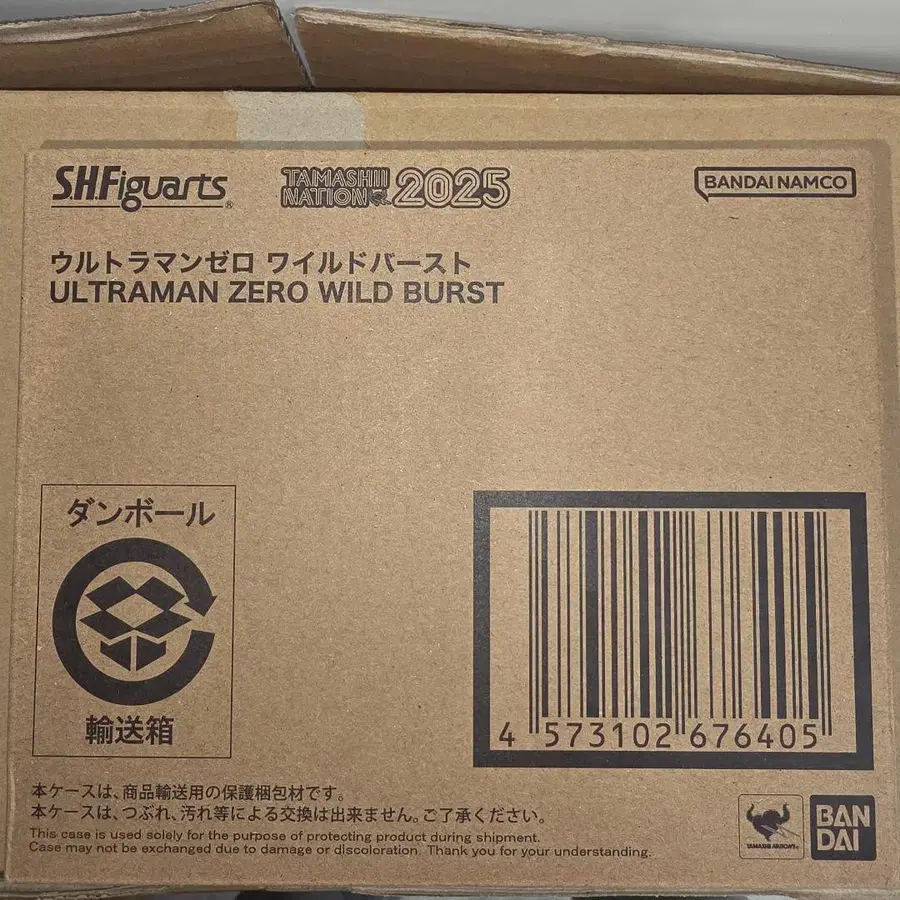 S.H.Figuarts®
TAMASHII NATION 2025
BANDAI NAMCO
ウルトラマンゼロ ワイルドバースト
ULTRAMAN ZERO WILD BURST
ダンボール
輸送箱
4 573102 676405
本ケースは、商品輸送用の保護梱包材です。
本ケースは、つぶれ、汚れ等による交換は出来ません。ご了承ください。
This case is used solely for the purpose of protecting product during shipment.
Case may not be exchanged due to damage or discoloration. Thank you for your understanding.
BAN
DAI